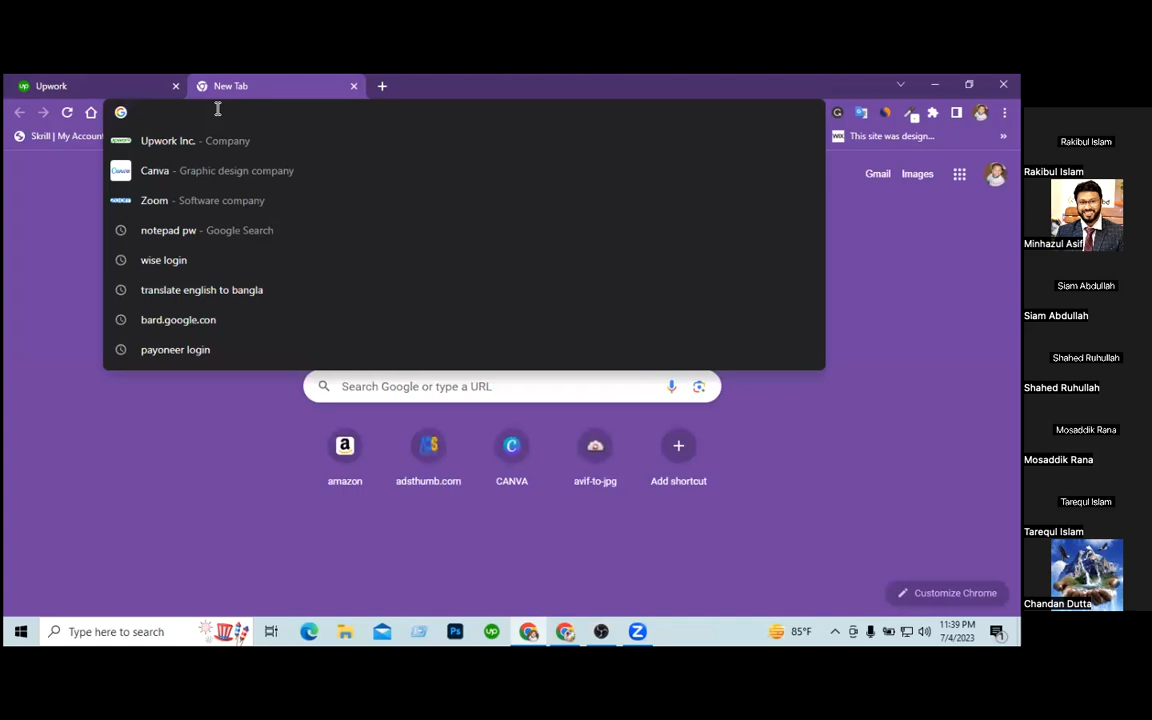 up Upwork
New Tab
Skrill | My Account
WIX This site was design...
Upwork Inc. - Company
Canva - Graphic design company
Zoom - Software company
notepad pw - Google Search
wise login
translate english to bangla
bard.google.con
payoneer login
Gmail Images
Search Google or type a URL
amazon
adsthumb.com
CANVA
avif-to-jpg
Add shortcut
Customize Chrome
Type here to search
85°F
11:39 PM
7/4/2023
Rakibul Islam
Rakibul Islam
Minhazul Asif
Siam Abdullah
Siam Abdullah
Shahed Ruhullah
Shahed Ruhullah
Mosaddik Rana
Mosaddik Rana
Tarequl Islam
Tarequl Islam
Chandan Dutta